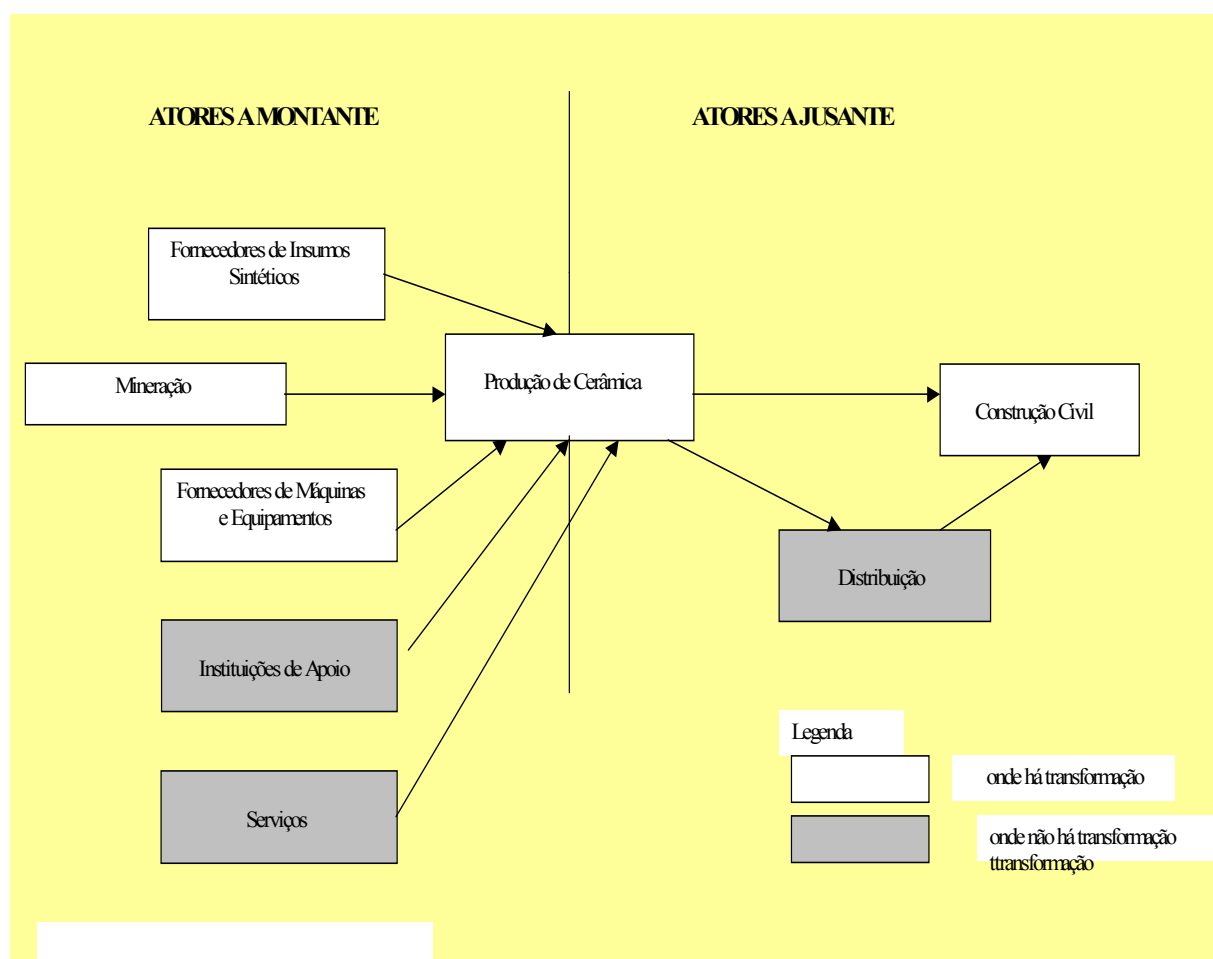 ATORES A MONTANTE
ATORES A JUSANTE
Fornecedores de Insumos
Sintéticos
Mineração
Produção de Cerâmica
Construção Civil
Fornecedores de Máquinas
e Equipamentos
Distribuição
Instituições de Apoio
Serviços
Legenda
onde há transformação
onde não há transformação
ttransformação